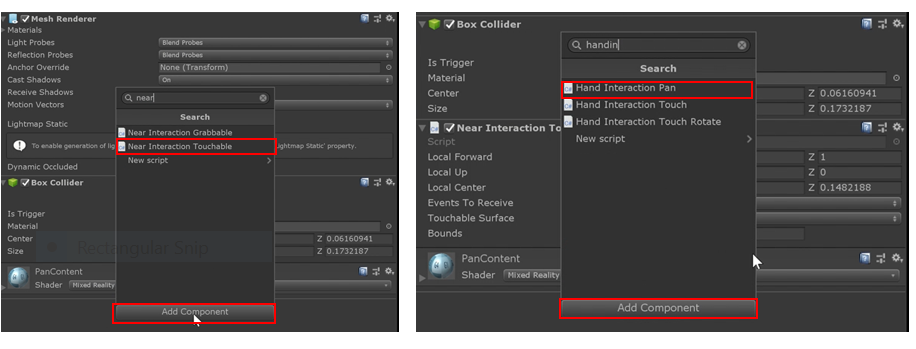 Mesh Renderer
Materials
Light Probes Blend Probes
Reflection Probes Blend Probes
Anchor Override None (Transform)
Cast Shadows On
Receive Shadows
Motion Vectors
Lightmap Static
To enable generation of lig
ightmap Static' property.
Dynamic Occluded
near
Search
Near Interaction Grabbable
Near Interaction Touchable
New script
Box Collider
Is Trigger
Material
Center Z 0.06160941
Size Z 0.1732187
Rectangular Snip
PanContent
Shader Mixed Reality
Add Component
Box Collider
Is Trigger
Material
Center Z 0.06160941
Size Z 0.1732187
Near Interaction To
Script
Local Forward Z 1
Local Up Z 0
Local Center Z 0.1482188
Events To Receive
Touchable Surface
Bounds
handin
Search
Hand Interaction Pan
Hand Interaction Touch
Hand Interaction Touch Rotate
New script
PanContent
Shader Mixed Reality
Add Component